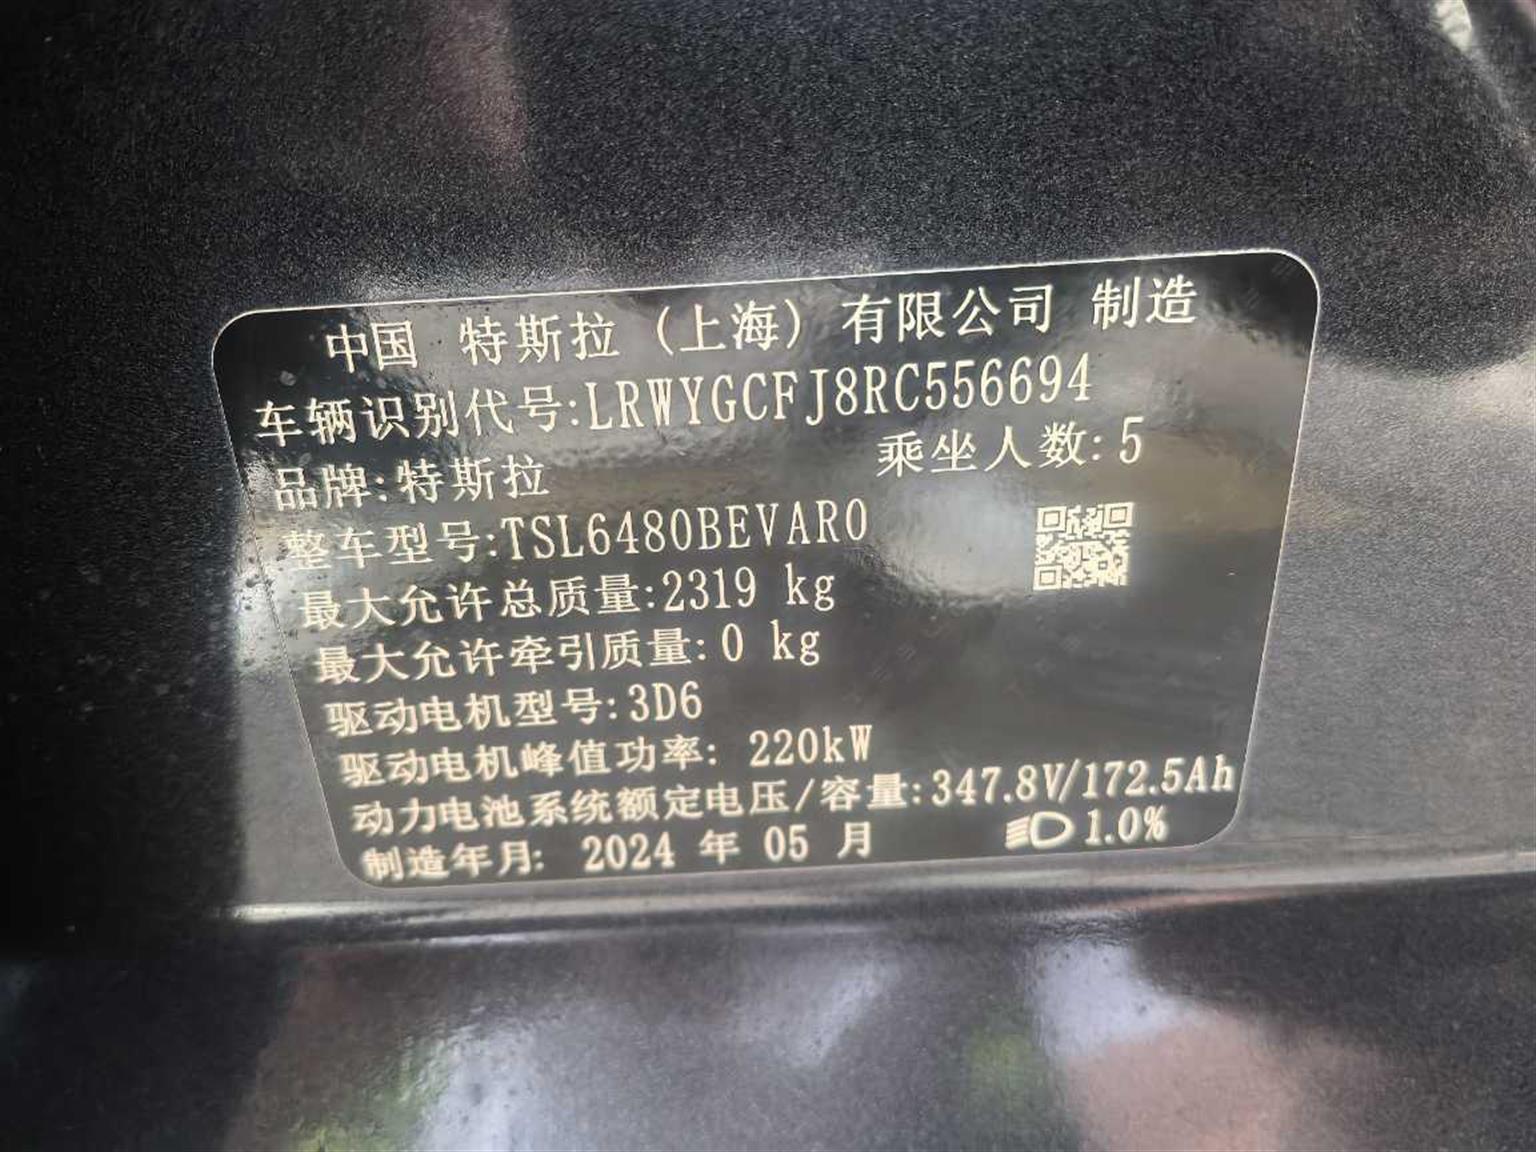 中国 特斯拉（上海）有限公司 制造
车辆识别代号:LRWYGCFJ8RC556694
品牌:特斯拉 乘坐人数:5
整车型号:TSL6480BEVAR0
最大允许总质量:2319 kg
最大允许牵引质量:0 kg
驱动电机型号:3D6
驱动电机峰值功率: 220kW
动力电池系统额定电压/容量:347.8V/172.5Ah
制造年月: 2024 年 05 月 1.0%